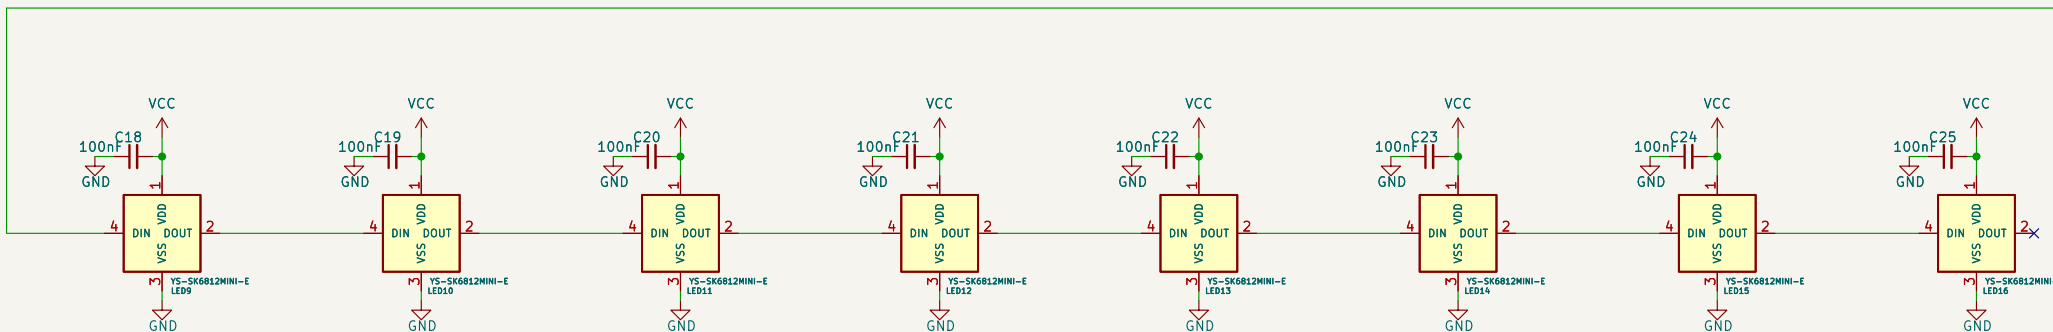 VCC VCC VCC VCC VCC VCC VCC VCC
C18 C19 C20 C21 C22 C23 C24 C25
100nF 100nF 100nF 100nF 100nF 100nF 100nF 100nF
GND GND GND GND GND GND GND GND
1 1 1 1 1 1 1 1
VDD VDD VDD VDD VDD VDD VDD VDD
4 DIN DOUT 2 4 DIN DOUT 2 4 DIN DOUT 2 4 DIN DOUT 2 4 DIN DOUT 2 4 DIN DOUT 2 4 DIN DOUT 2 4 DIN DOUT 2
VSS VSS VSS VSS VSS VSS VSS VSS
3 YS-SK6812MINI-E 3 YS-SK6812MINI-E 3 YS-SK6812MINI-E 3 YS-SK6812MINI-E 3 YS-SK6812MINI-E 3 YS-SK6812MINI-E 3 YS-SK6812MINI-E 3 YS-SK6812MINI-
LED9 LED10 LED11 LED12 LED13 LED14 LED15 LED16
GND GND GND GND GND GND GND GND